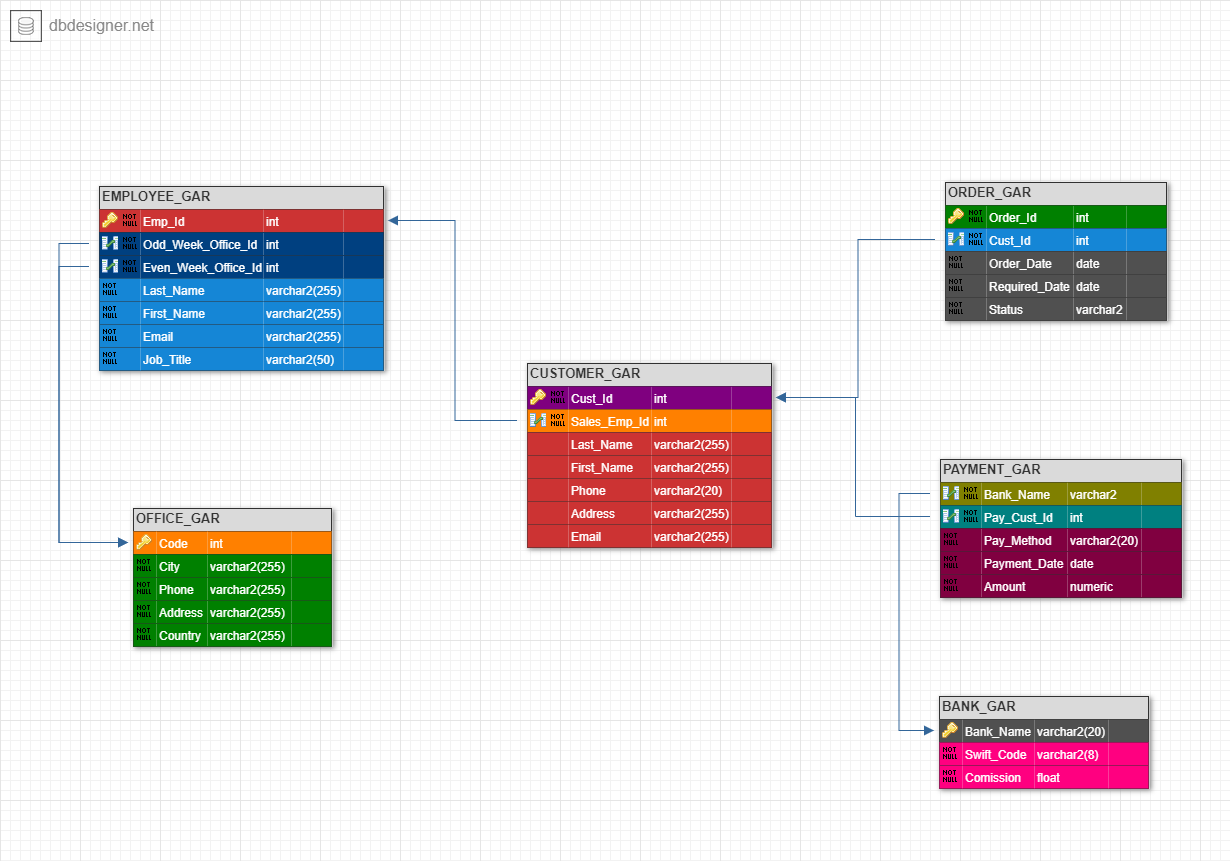 dbdesigner.net
EMPLOYEE_GAR
NOT NULL Emp_Id int
NOT NULL Odd_Week_Office_Id int
NOT NULL Even_Week_Office_Id int
NOT NULL Last_Name varchar2(255)
NOT NULL First_Name varchar2(255)
NOT NULL Email varchar2(255)
NOT NULL Job_Title varchar2(50)
ORDER_GAR
NOT NULL Order_Id int
NOT NULL Cust_Id int
NOT NULL Order_Date date
NOT NULL Required_Date date
NOT NULL Status varchar2
CUSTOMER_GAR
NOT NULL Cust_Id int
NOT NULL Sales_Emp_Id int
Last_Name varchar2(255)
First_Name varchar2(255)
Phone varchar2(20)
Address varchar2(255)
Email varchar2(255)
PAYMENT_GAR
NOT NULL Bank_Name varchar2
NOT NULL Pay_Cust_Id int
NOT NULL Pay_Method varchar2(20)
NOT NULL Payment_Date date
NOT NULL Amount numeric
OFFICE_GAR
Code int
NOT NULL City varchar2(255)
NOT NULL Phone varchar2(255)
NOT NULL Address varchar2(255)
NOT NULL Country varchar2(255)
BANK_GAR
Bank_Name varchar2(20)
NOT NULL Swift_Code varchar2(8)
NOT NULL Comission float